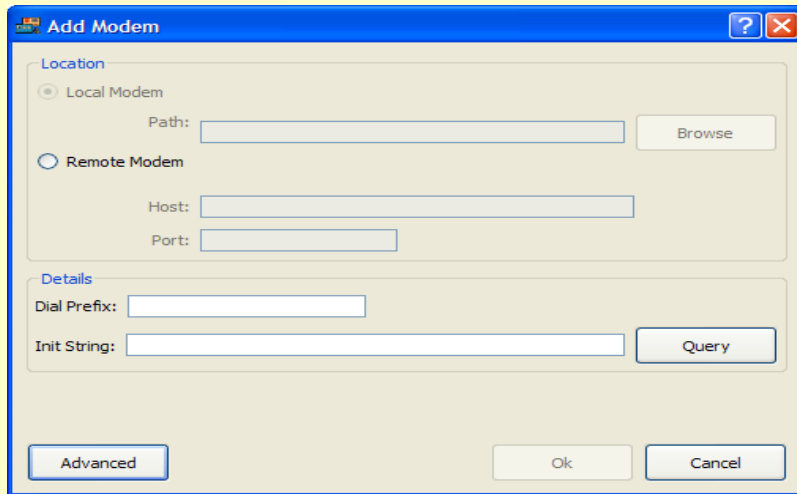 Add Modem
Location
Local Modem
Path:
Browse
Remote Modem
Host:
Port:
Details
Dial Prefix:
Init String:
Query
Advanced
Ok
Cancel